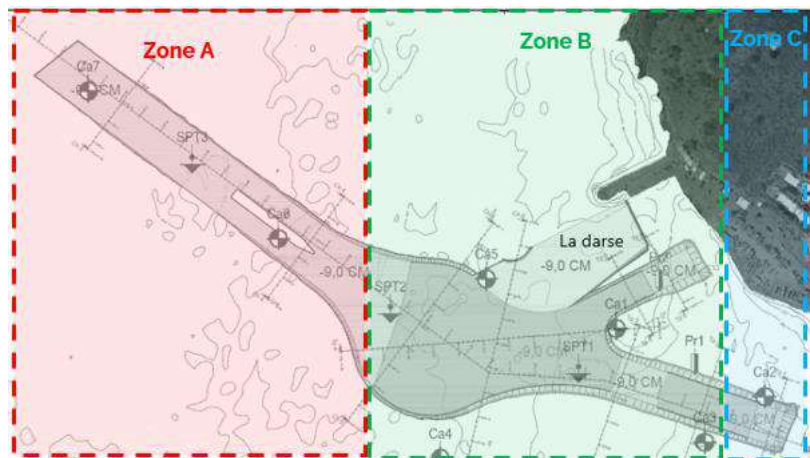 Zone A
Zone B
Zone C
Ca7
SPT3
Ca6
-9,0 CM
SPT2
Ca5
La darse
-9,0 CM
-9,0 CM
Ca1
-9,0 CM
SPT1
-9,0 CM
Pr1
Ca2
Ca3
Ca4